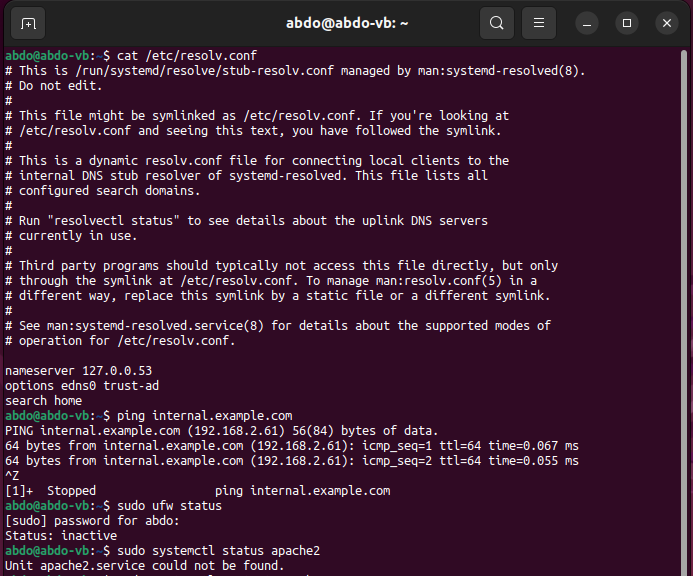 abdo@abdo-vb: ~
abdo@abdo-vb:~$ cat /etc/resolv.conf
# This is /run/systemd/resolve/stub-resolv.conf managed by man:systemd-resolved(8).
# Do not edit.
#
# This file might be symlinked as /etc/resolv.conf. If you're looking at
# /etc/resolv.conf and seeing this text, you have followed the symlink.
#
# This is a dynamic resolv.conf file for connecting local clients to the
# internal DNS stub resolver of systemd-resolved. This file lists all
# configured search domains.
#
# Run "resolvectl status" to see details about the uplink DNS servers
# currently in use.
#
# Third party programs should typically not access this file directly, but only
# through the symlink at /etc/resolv.conf. To manage man:resolv.conf(5) in a
# different way, replace this symlink by a static file or a different symlink.
#
# See man:systemd-resolved.service(8) for details about the supported modes of
# operation for /etc/resolv.conf.

nameserver 127.0.0.53
options edns0 trust-ad
search home
abdo@abdo-vb:~$ ping internal.example.com
PING internal.example.com (192.168.2.61) 56(84) bytes of data.
64 bytes from internal.example.com (192.168.2.61): icmp_seq=1 ttl=64 time=0.067 ms
64 bytes from internal.example.com (192.168.2.61): icmp_seq=2 ttl=64 time=0.055 ms
^Z
[1]+  Stopped                 ping internal.example.com
abdo@abdo-vb:~$ sudo ufw status
[sudo] password for abdo:
Status: inactive
abdo@abdo-vb:~$ sudo systemctl status apache2
Unit apache2.service could not be found.